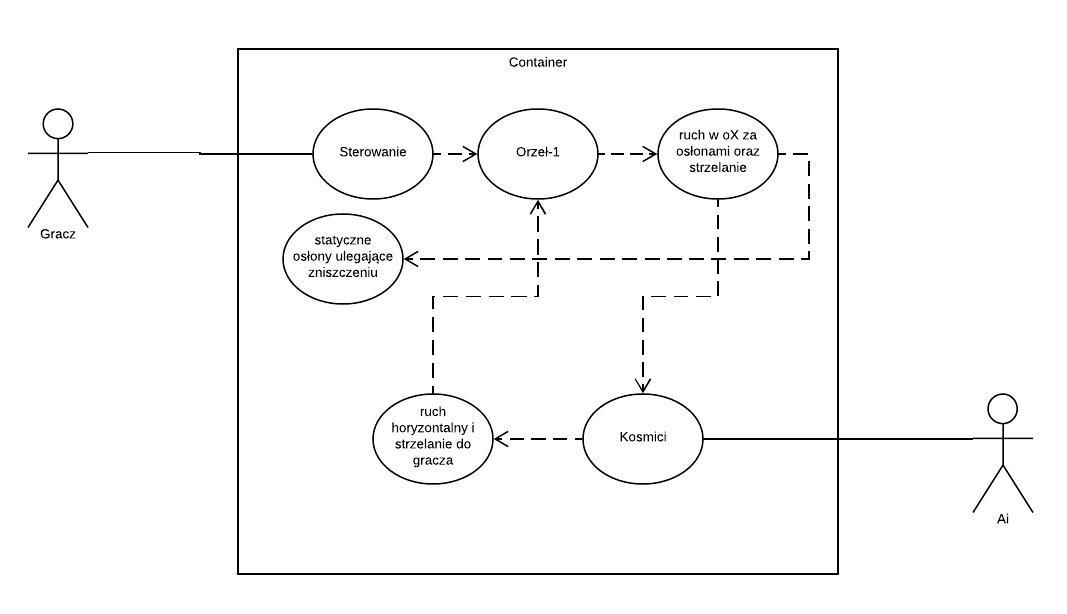 Container
Sterowanie
Orzeł-1
ruch w oX za
osłonami oraz
strzelanie
Gracz
statyczne
osłony ulegające
zniszczeniu
ruch
horyzontalny i
strzelanie do
gracza
Kosmici
Ai